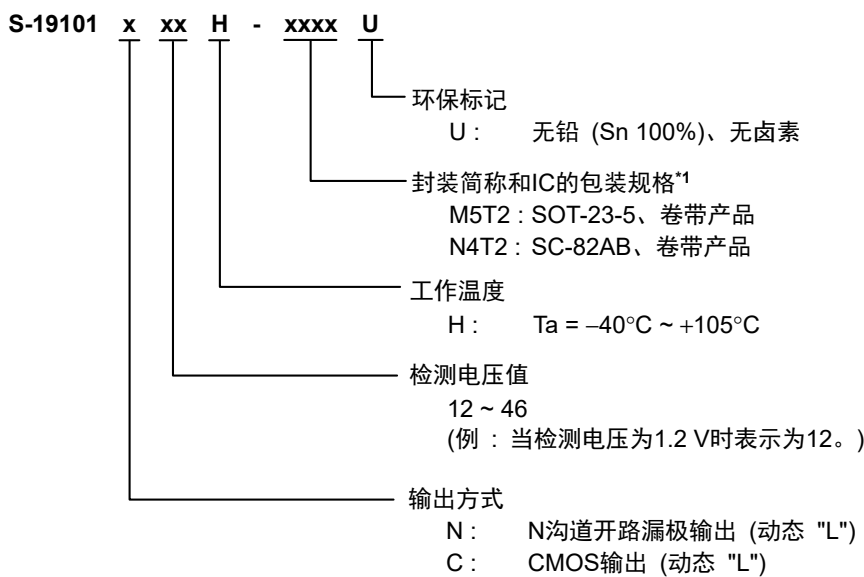 S-19101 x xx H - xxxx U
环保标记
U : 无铅 (Sn 100%)、无卤素
封装简称和IC的包装规格*1
M5T2 : SOT-23-5、卷带产品
N4T2 : SC-82AB、卷带产品
工作温度
H : Ta = −40°C ~ +105°C
检测电压值
12 ~ 46
(例 : 当检测电压为1.2 V时表示为12。)
输出方式
N : N沟道开路漏极输出 (动态 "L")
C : CMOS输出 (动态 "L")